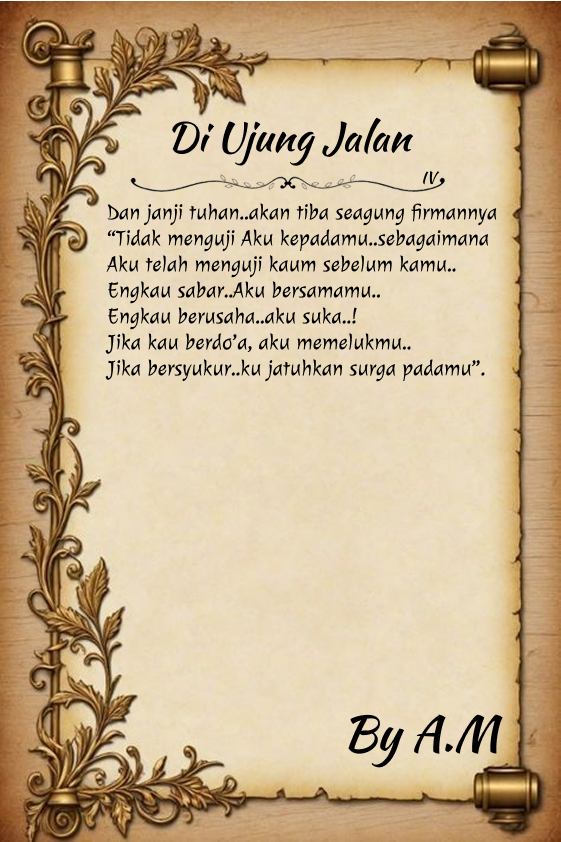 Di Ujung Jalan
IV
Dan janji tuhan..akan tiba seagung firmannya
“Tidak menguji Aku kepadamu..sebagaimana
Aku telah menguji kaum sebelum kamu..
Engkau sabar..Aku bersamamu..
Engkau berusaha..aku suka..!
Jika kau berdo’a, aku memelukmu..
Jika bersyukur..ku jatuhkan surga padamu”.
By A.M